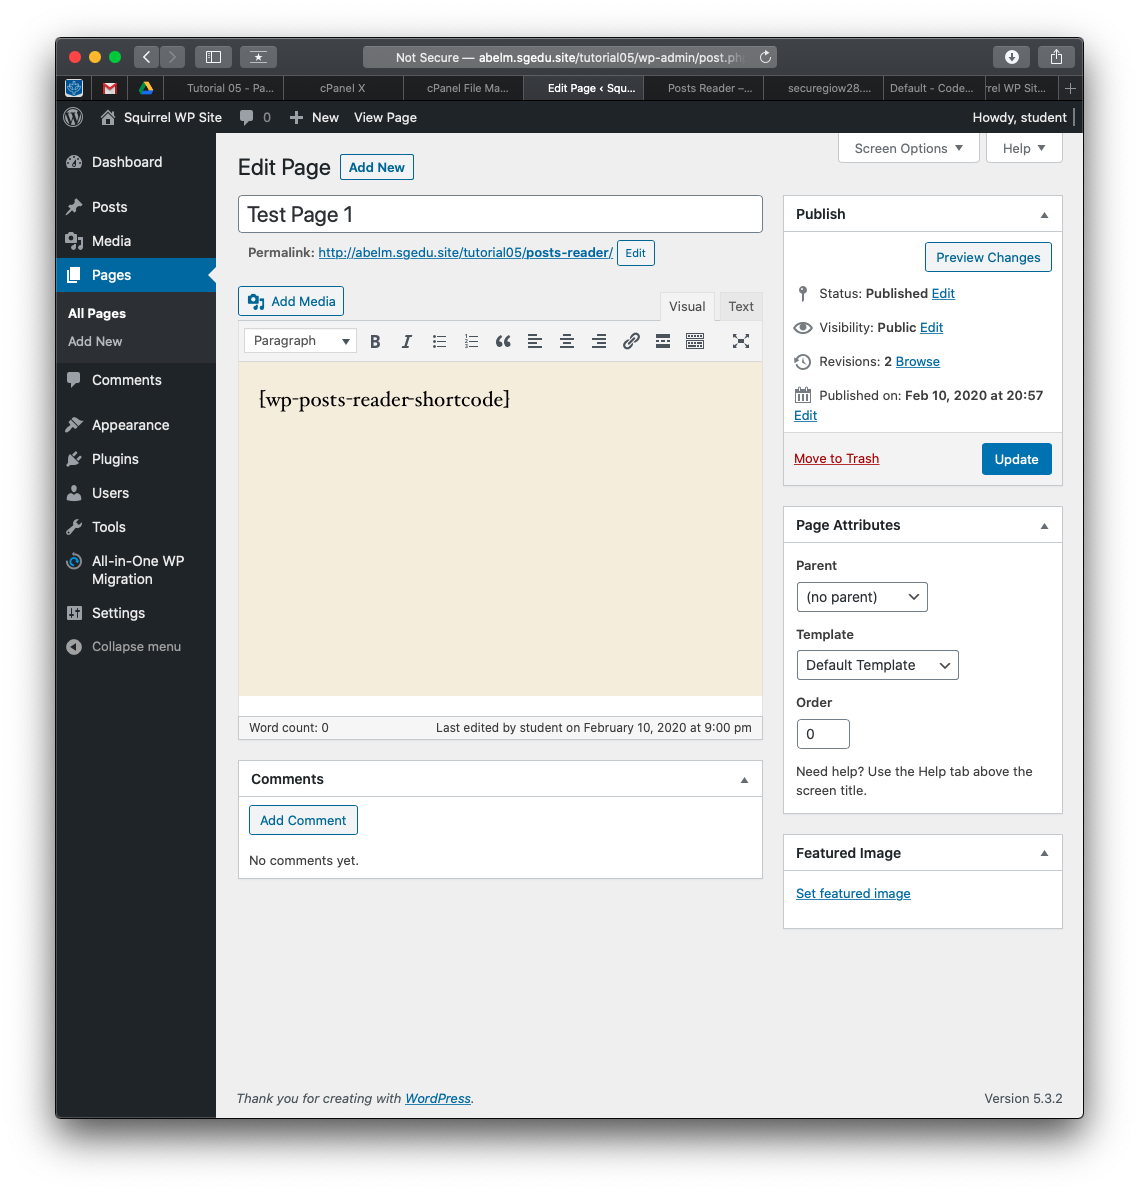 Not Secure — abelm.sgedu.site/tutorial05/wp-admin/post.ph
Tutorial 05 - Pa...
cPanel X
cPanel File Ma...
Edit Page ‹ Squ...
Posts Reader –...
securegiow28....
Default - Code...
rel WP Sit...
Squirrel WP Site
0
New
View Page
Howdy, student
Dashboard
Posts
Media
Pages
All Pages
Add New
Comments
Appearance
Plugins
Users
Tools
All-in-One WP
Migration
Settings
Collapse menu
Screen Options
Help
Edit Page
Add New
Test Page 1
Permalink: http://abelm.sgedu.site/tutorial05/posts-reader/ Edit
Add Media
Visual
Text
Paragraph
B
I
[wp-posts-reader-shortcode]
Word count: 0
Last edited by student on February 10, 2020 at 9:00 pm
Comments
Add Comment
No comments yet.
Publish
Preview Changes
Status: Published Edit
Visibility: Public Edit
Revisions: 2 Browse
Published on: Feb 10, 2020 at 20:57
Edit
Move to Trash
Update
Page Attributes
Parent
(no parent)
Template
Default Template
Order
0
Need help? Use the Help tab above the
screen title.
Featured Image
Set featured image
Thank you for creating with WordPress.
Version 5.3.2